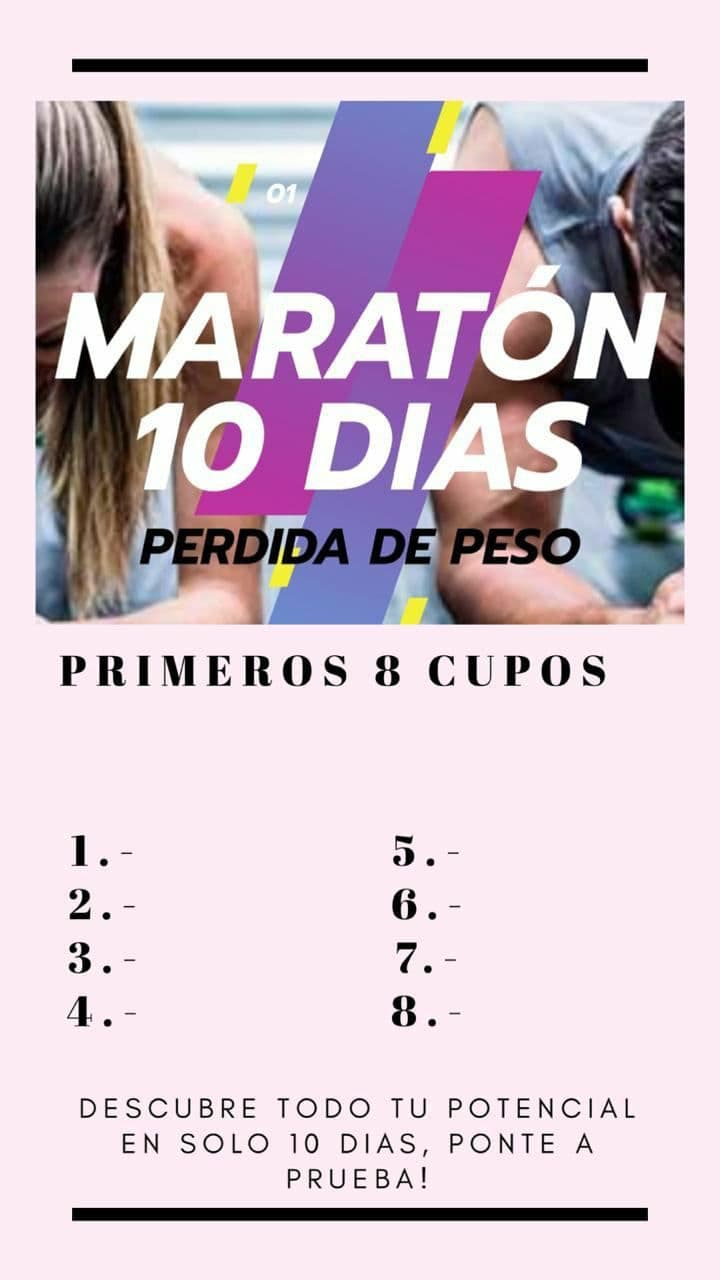 01
MARATÓN
10 DIAS
PERDIDA DE PESO
PRIMEROS 8 CUPOS
1.-
2.-
3.-
4.-
5.-
6.-
7.-
8.-
DESCUBRE TODO TU POTENCIAL
EN SOLO 10 DIAS, PONTE A
PRUEBA!